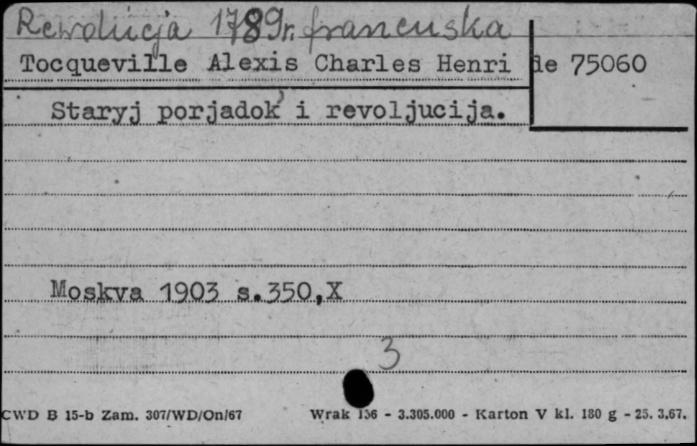 Rewolucja 1789r. francuska
Tocqueville Alexis Charles Henri de 75060
Staryj porjadok' i revoljucija.
Moskva 1903 s.350,X
3
CWD B 15-b Zam. 307/WD/On/67 Wrak 136 - 3.305.000 - Karton V kl. 180 g - 25. 3.67.